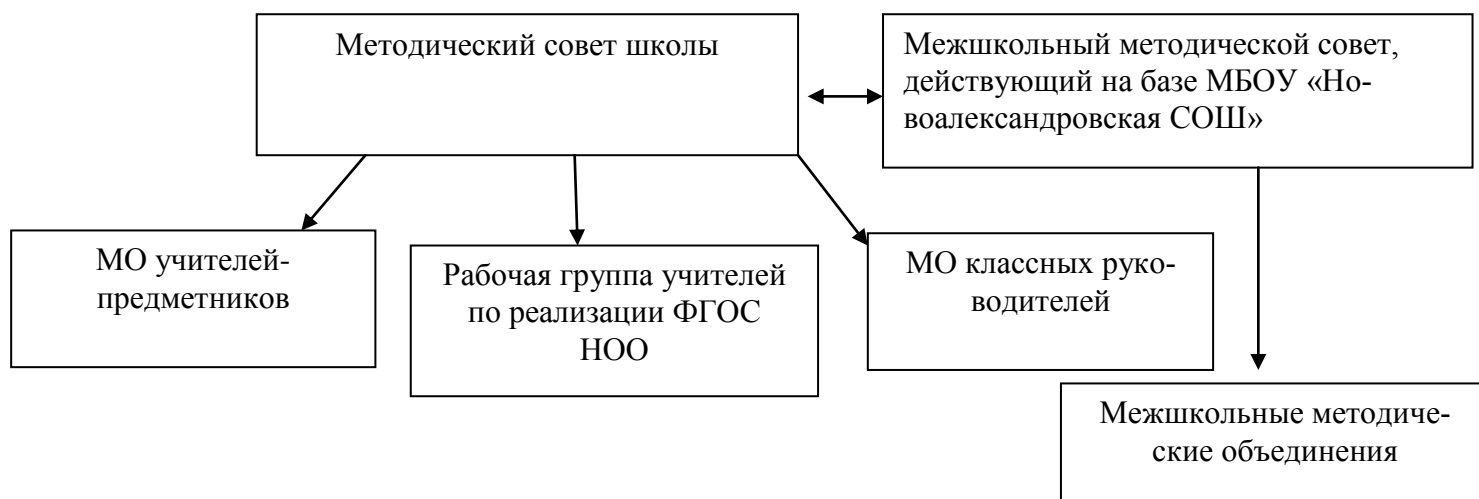 Методический совет школы
Межшкольный методической совет,
действующий на базе МБОУ «Но-
воалександровская СОШ»
МО учителей-
предметников
Рабочая группа учителей
по реализации ФГОС
НОО
МО классных руко-
водителей
Межшкольные методиче-
ские объединения